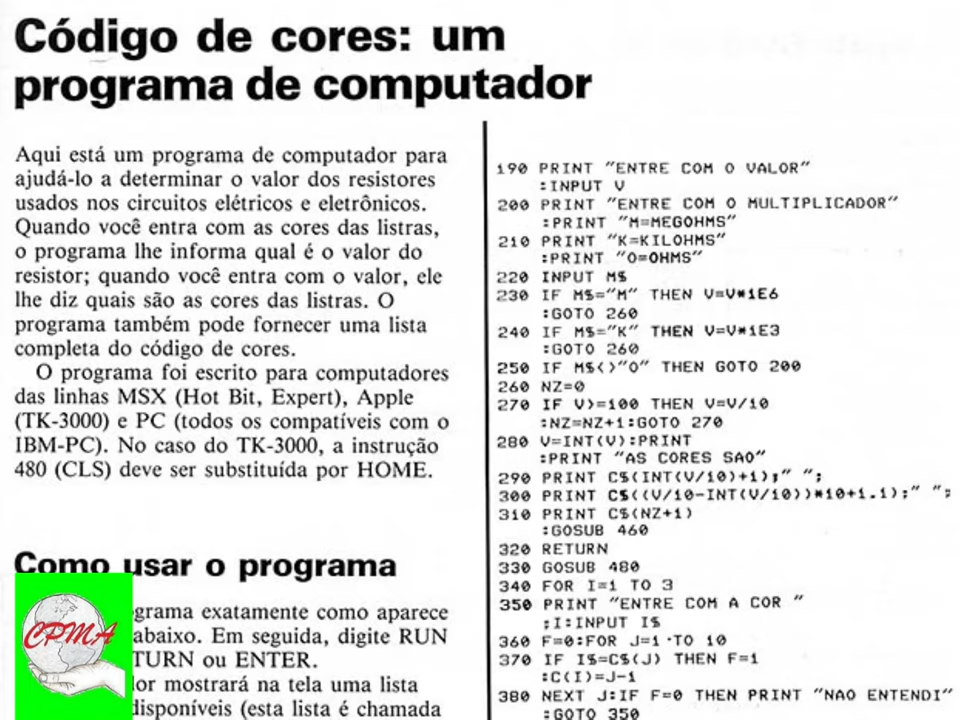 Código de cores: um
programa de computador
Aqui está um programa de computador para
ajudá-lo a determinar o valor dos resistores
usados nos circuitos elétricos e eletrônicos.
Quando você entra com as cores das listras,
o programa lhe informa qual é o valor do
resistor; quando você entra com o valor, ele
lhe diz quais são as cores das listras. O
programa também pode fornecer uma lista
completa do código de cores.
O programa foi escrito para computadores
das linhas MSX (Hot Bit, Expert), Apple
(TK-3000) e PC (todos os compatíveis com o
IBM-PC). No caso do TK-3000, a instrução
480 (CLS) deve ser substituída por HOME.
Como usar o programa
ograma exatamente como aparece
abaixo. Em seguida, digite RUN
TURN ou ENTER.
dor mostrará na tela uma lista
disponíveis (esta lista é chamada
CPMA
190 PRINT "ENTRE COM O VALOR"
:INPUT V
200 PRINT "ENTRE COM O MULTIPLICADOR"
:PRINT "M=MEGOHMS"
210 PRINT "K=KILOHMS"
:PRINT "O=OHMS"
220 INPUT M$
230 IF M$="M" THEN V=V*1E6
:GOTO 260
240 IF M$="K" THEN V=V*1E3
:GOTO 260
250 IF M$<>"O" THEN GOTO 200
260 NZ=0
270 IF V>=100 THEN V=V/10
:NZ=NZ+1:GOTO 270
280 V=INT(V):PRINT
:PRINT "AS CORES SAO"
290 PRINT C$(INT(V/10)+1);" ";
300 PRINT C$((V/10-INT(V/10))*10+1.1);" ";
310 PRINT C$(NZ+1)
:GOSUB 460
320 RETURN
330 GOSUB 480
340 FOR I=1 TO 3
350 PRINT "ENTRE COM A COR "
;I:INPUT I$
360 F=0:FOR J=1 TO 10
370 IF I$=C$(J) THEN F=1
:C(I)=J-1
380 NEXT J:IF F=0 THEN PRINT "NAO ENTENDI"
:GOTO 350